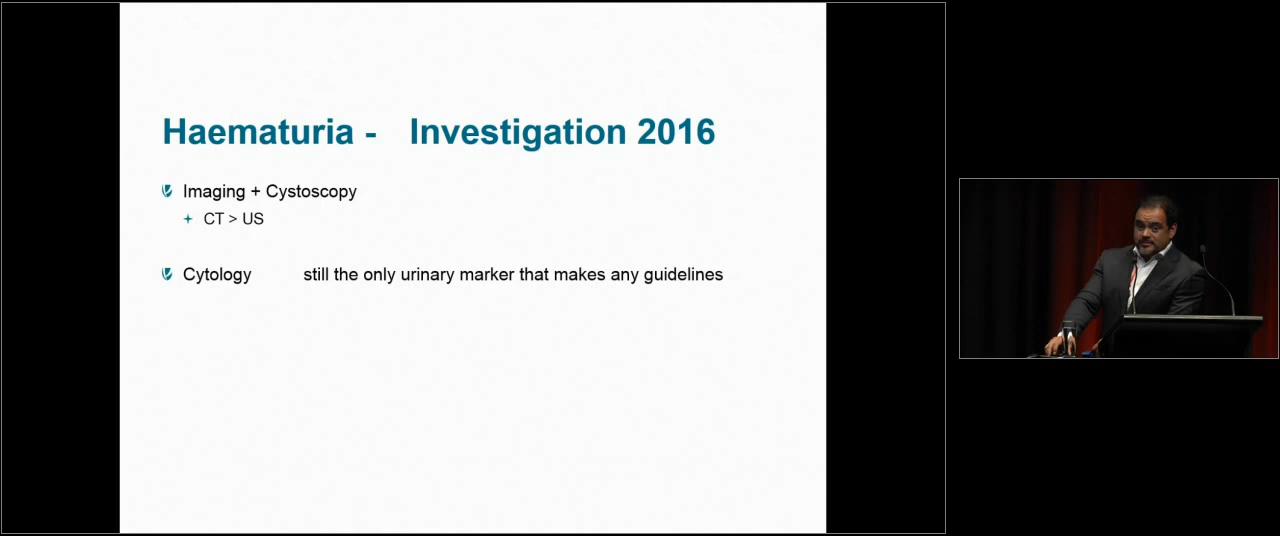 Haematuria - Investigation 2016
Imaging + Cystoscopy
CT > US
Cytology still the only urinary marker that makes any guidelines